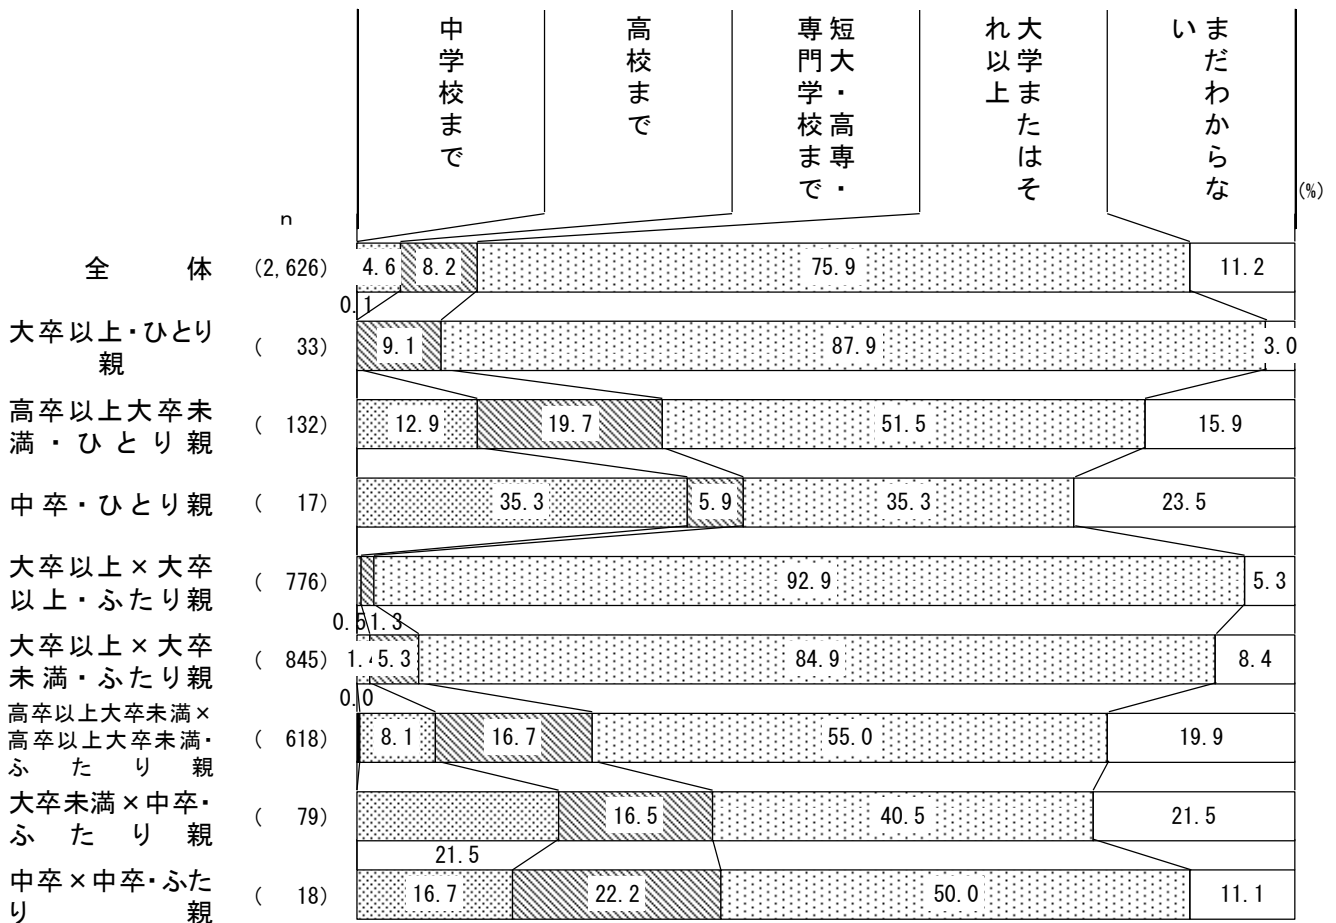 中学校まで
高校まで
短大・高専・
専門学校まで
大学またはそ
れ以上
まだわからな
い
(%)
n
全 体 (2,626) 4.6 8.2 75.9 11.2
0.1
大卒以上・ひとり
親
( 33) 9.1 87.9 3.0
高卒以上大卒未
満・ひとり親
( 132) 12.9 19.7 51.5 15.9
中卒・ひとり親 ( 17) 35.3 5.9 35.3 23.5
大卒以上×大卒
以上・ふたり親
( 776) 92.9 5.3
0.5 1.3
大卒以上×大卒
未満・ふたり親
( 845) 1.4 5.3 84.9 8.4
0.0
高卒以上大卒未満×
高卒以上大卒未満・
ふたり親
( 618) 8.1 16.7 55.0 19.9
大卒未満×中卒・
ふたり親
( 79) 16.5 40.5 21.5
21.5
中卒×中卒・ふた
り親
( 18) 16.7 22.2 50.0 11.1